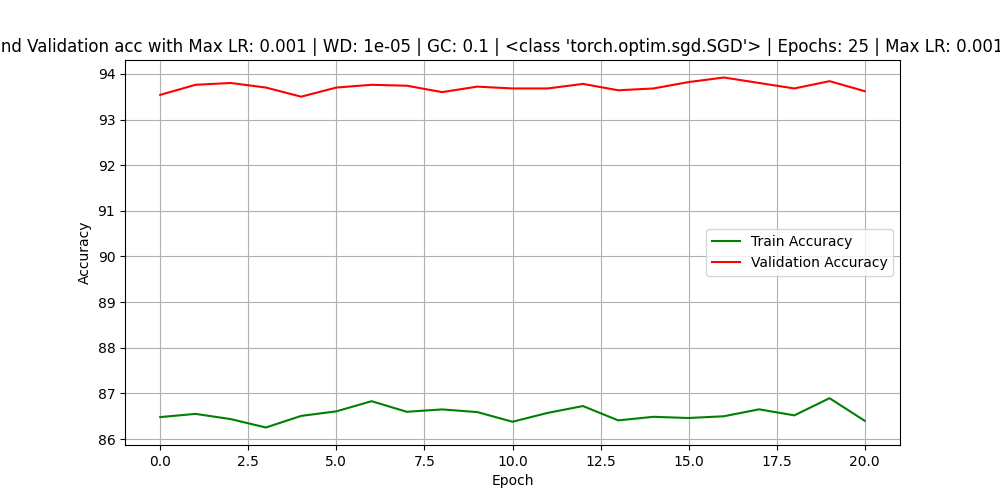 nd Validation acc with Max LR: 0.001 | WD: 1e-05 | GC: 0.1 | <class 'torch.optim.sgd.SGD'> | Epochs: 25 | Max LR: 0.001
94
93
92
91
90
89
88
87
86
Accuracy
Train Accuracy
Validation Accuracy
0.0 2.5 5.0 7.5 10.0 12.5 15.0 17.5 20.0
Epoch